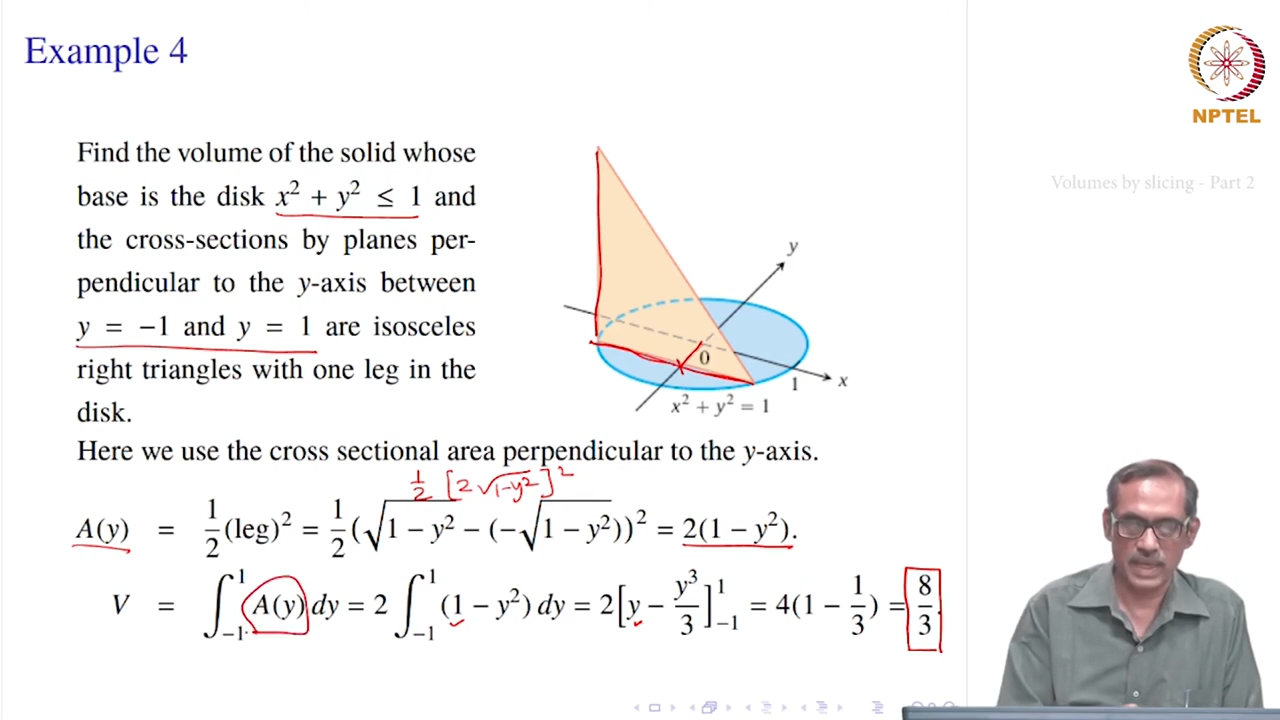 Example 4
NPTEL
Volumes by slicing - Part 2
Find the volume of the solid whose
base is the disk x² + y² ≤ 1 and
the cross-sections by planes per-
pendicular to the y-axis between
y = −1 and y = 1 are isosceles
right triangles with one leg in the
disk.
y
0
1
x
x² + y² = 1
Here we use the cross sectional area perpendicular to the y-axis.
1/2 [2√(1−y²)]²
A(y) = 1/2 (leg)² = 1/2 (√(1 − y²) − (−√(1 − y²)))² = 2(1 − y²).
V = ∫₋₁¹ A(y) dy = 2 ∫₋₁¹ (1 − y²) dy = 2[y − y³/3]₋₁¹ = 4(1 − 1/3) = 8/3